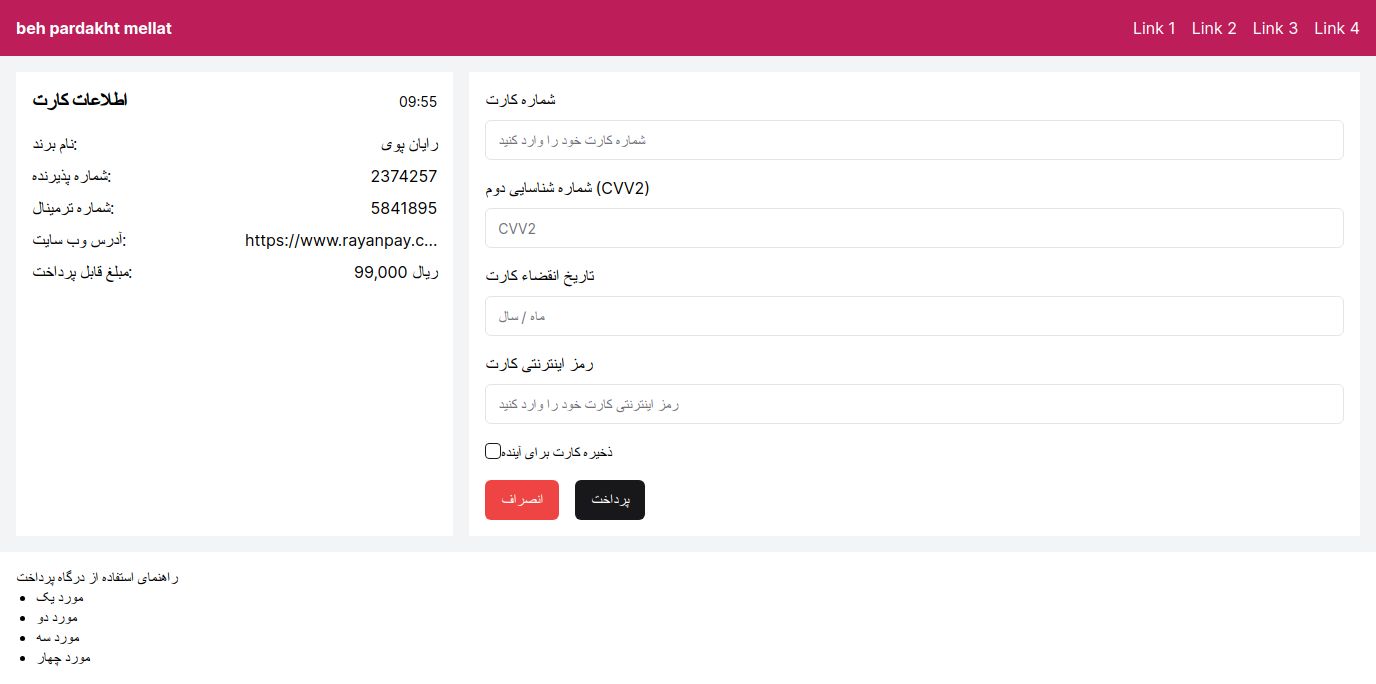 beh pardakht mellat
Link 1 Link 2 Link 3 Link 4
اطلاعات کارت 09:55
نام برند: رایان پوی
شماره پذیرنده: 2374257
شماره ترمینال: 5841895
آدرس وب سایت: https://www.rayanpay.c...
مبلغ قابل پرداخت: 99,000 ریال
شماره کارت
شماره کارت خود را وارد کنید
شماره شناسایی دوم (CVV2)
CVV2
تاریخ انقضاء کارت
ماه / سال
رمز اینترنتی کارت
رمز اینترنتی کارت خود را وارد کنید
ذخیره کارت برای آینده
انصراف پرداخت
راهنمای استفاده از درگاه پرداخت
• مورد یک
• مورد دو
• مورد سه
• مورد چهار